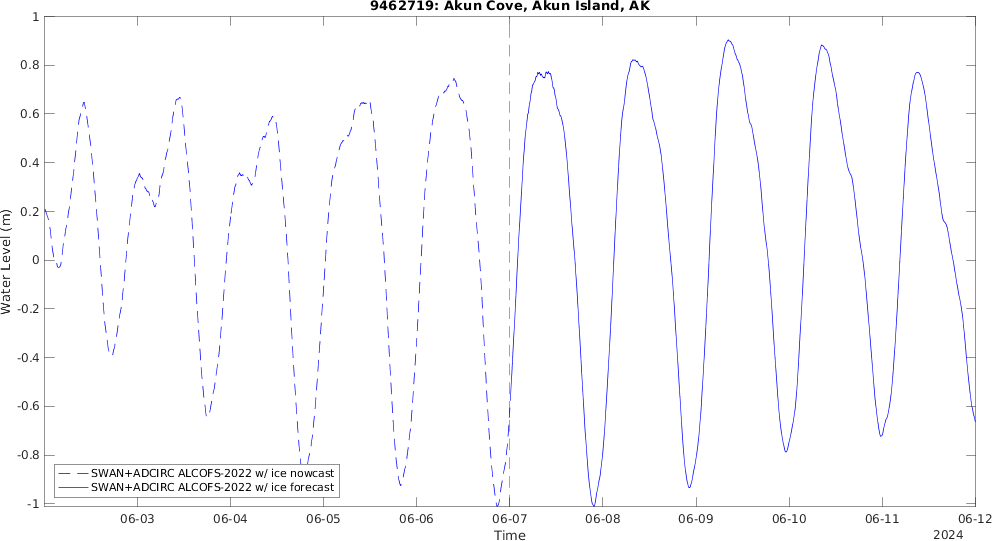 9462719: Akun Cove, Akun Island, AK
1
0.8
0.6
0.4
0.2
0
-0.2
-0.4
-0.6
-0.8
-1
Water Level (m)
SWAN+ADCIRC ALCOFS-2022 w/ ice nowcast
SWAN+ADCIRC ALCOFS-2022 w/ ice forecast
06-03 06-04 06-05 06-06 06-07 06-08 06-09 06-10 06-11 06-12
Time
2024